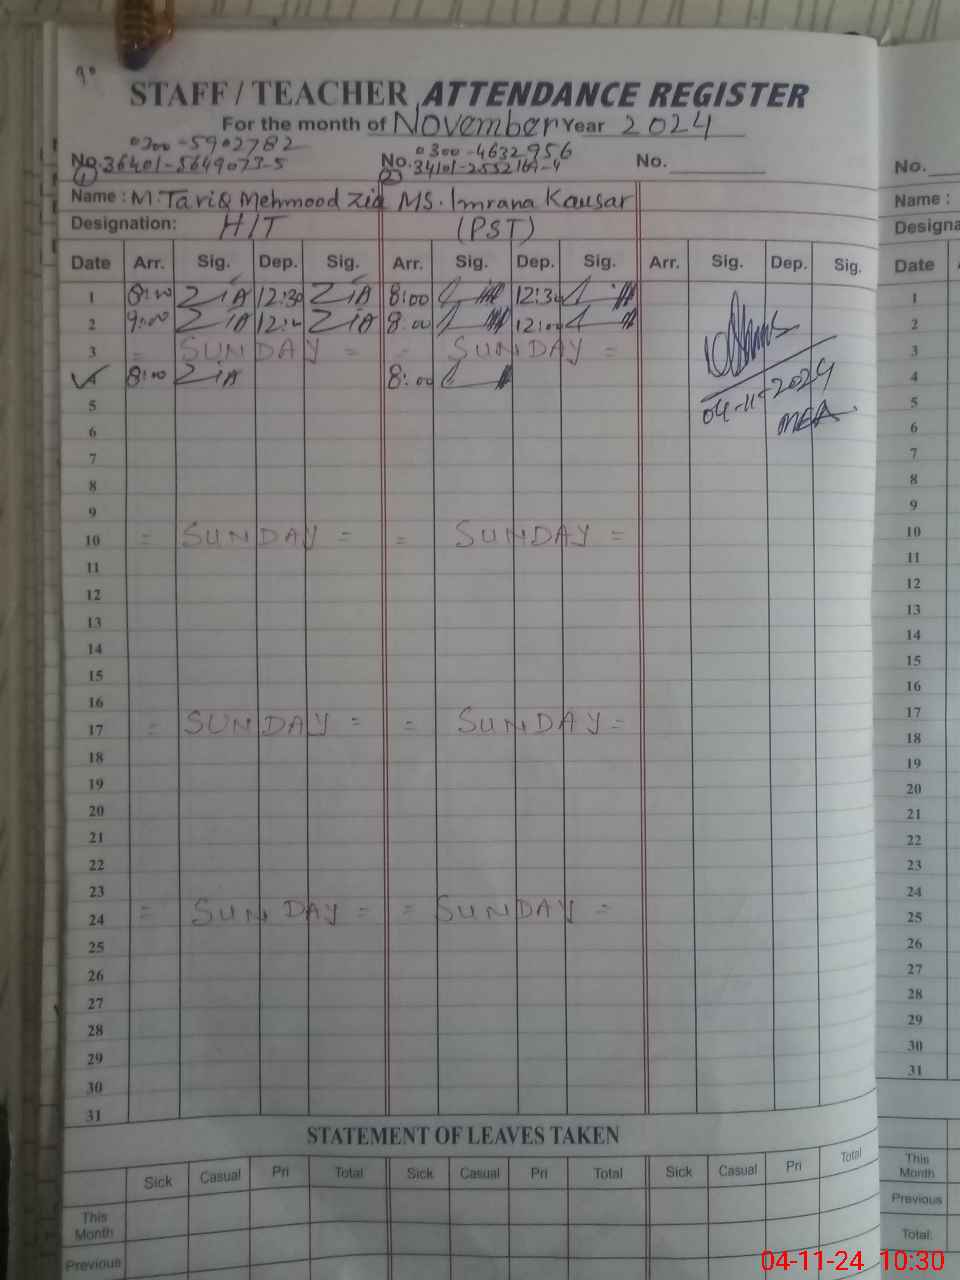 90
STAFF / TEACHER ATTENDANCE REGISTER
For the month of November Year 2024
0300-5902782 0300-4632956
No. 36401-5649073-5 No. 34101-2552169-4 No.
1 2
Name : M. Tariq Mehmood Zia MS. Imrana Kausar
Designation: H/T (PST)
Date Arr. Sig. Dep. Sig. Arr. Sig. Dep. Sig. Arr. Sig. Dep. Sig.
1 8:00 ZiA 12:30 ZiA 8:00 12:30
2 9:00 ZiA 12:00 ZiA 8:00 12:00
3 = SUNDAY = = SUNDAY =
4 8:00 ZiA 8:00
04-11-2024
MEA
5
6
7
8
9
10 = SUNDAY = = SUNDAY =
11
12
13
14
15
16
17 = SUNDAY = = SUNDAY =
18
19
20
21
22
23
24 = SUNDAY = = SUNDAY =
25
26
27
28
29
30
31
STATEMENT OF LEAVES TAKEN
Sick Casual Pri Total Sick Casual Pri Total Sick Casual Pri Total
This Month
Previous
No.
Name :
Designa
Date
1
2
3
4
5
6
7
8
9
10
11
12
13
14
15
16
17
18
19
20
21
22
23
24
25
26
27
28
29
30
31
This Month
Previous
Total:
04-11-24 10:30